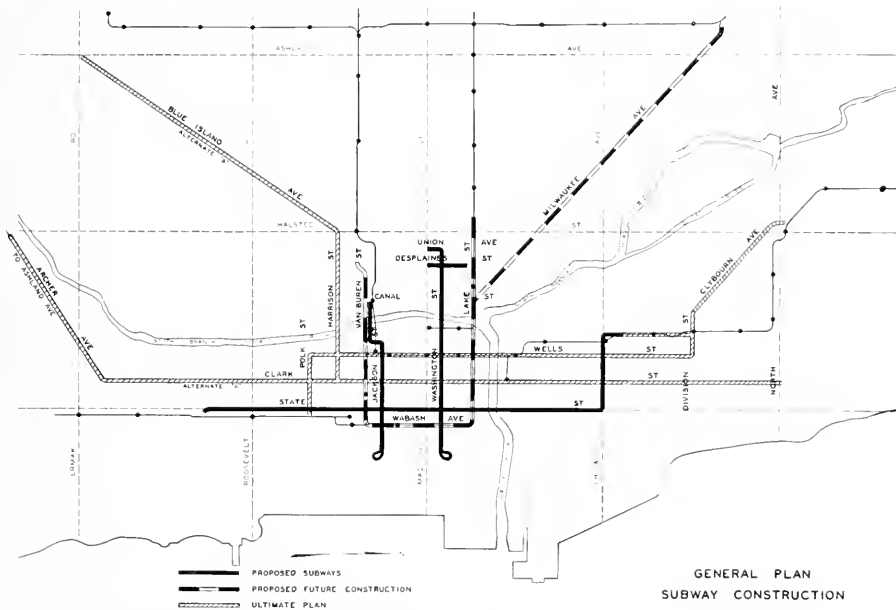 AVE
BLUE ISLAND
AVE
ALTERNATE "B"
HALSTED
ST
MILWAUKEE
AVE
AVE
CLYBOURN
AVE
UNION
ST
AVE
DESPLAINES
ST
ARCHER
AVE
TO ASHLAND AVE
HARRISON
ST
VAN BUREN
ST
CANAL
ST
LAKE
ST
ST
POLK
ST
JACKSON
WASHINGTON
ST
WELLS
ST
CLARK
ST
ALTERNATE "A"
STATE
ST
WABASH AVE
DIVISION
ST
NORTH
AVE
ROOSEVELT
PROPOSED SUBWAYS
PROPOSED FUTURE CONSTRUCTION
ULTIMATE PLAN
GENERAL PLAN
SUBWAY CONSTRUCTION